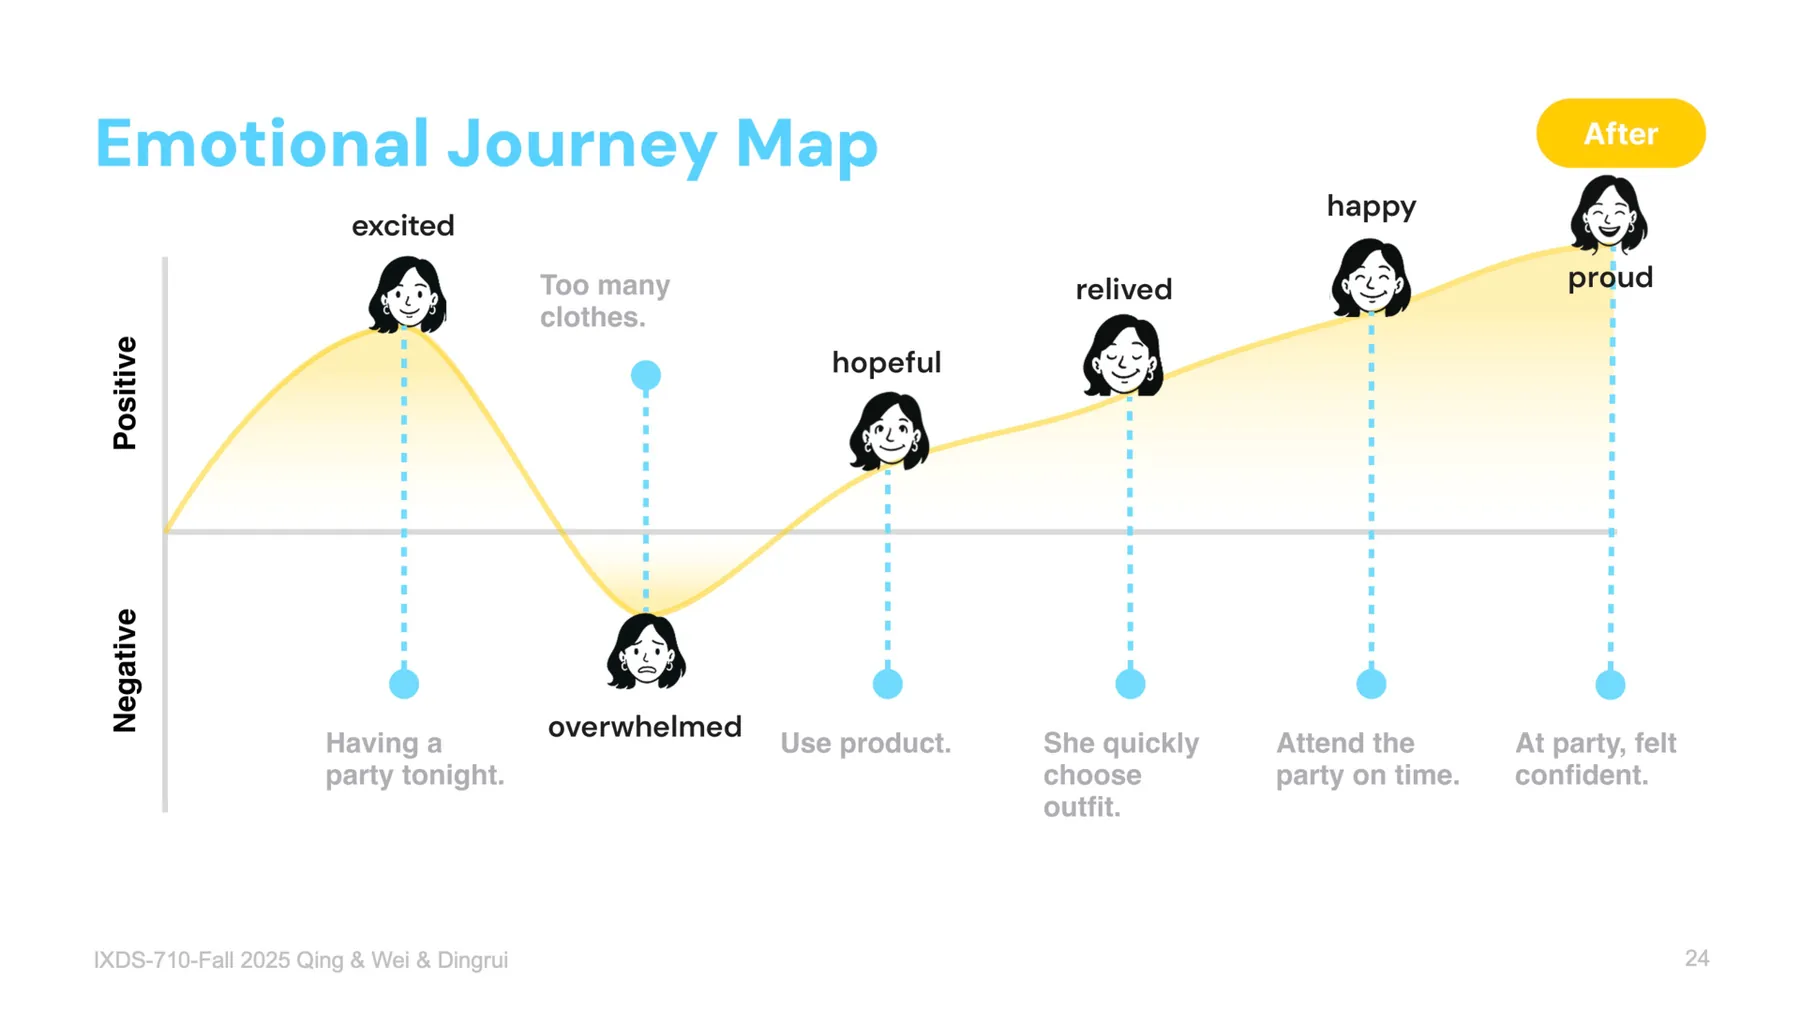 Emotional Journey Map
After
excited
Too many
clothes.
hopeful
relived
happy
proud
Positive
Negative
Having a
party tonight.
overwhelmed
Use product.
She quickly
choose
outfit.
Attend the
party on time.
At party, felt
confident.
IXDS-710-Fall 2025 Qing & Wei & Dingrui
24